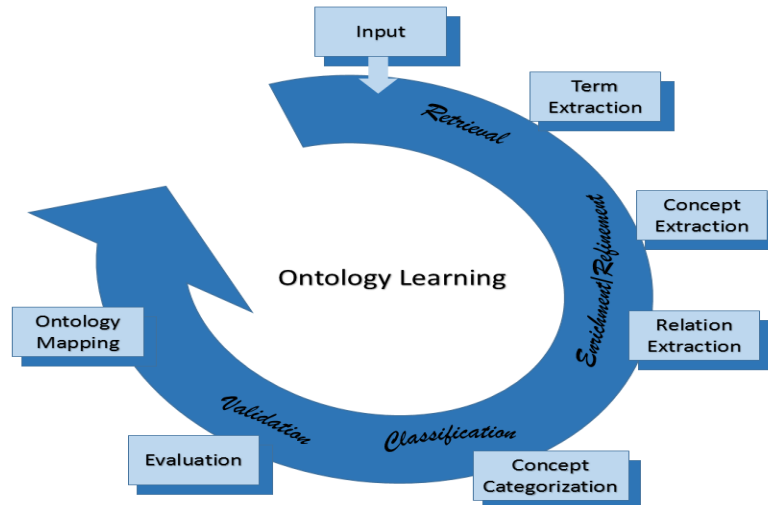 Input
Term
Extraction
Retrieval
Concept
Extraction
Enrichment/Refinement
Ontology Learning
Relation
Extraction
Ontology
Mapping
Validation
Classification
Evaluation
Concept
Categorization